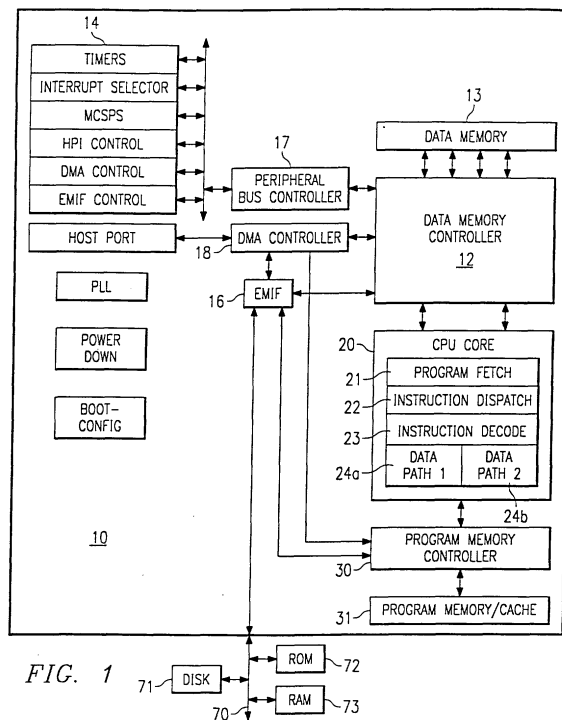 14
TIMERS
INTERRUPT SELECTOR
MCSPS
HPI CONTROL
DMA CONTROL
EMIF CONTROL
HOST PORT
PLL
POWER
DOWN
BOOT-
CONFIG
10
17
PERIPHERAL
BUS CONTROLLER
DMA CONTROLLER
18
EMIF
16
13
DATA MEMORY
DATA MEMORY
CONTROLLER
12
20
CPU CORE
21
PROGRAM FETCH
22
INSTRUCTION DISPATCH
23
INSTRUCTION DECODE
24a
DATA
PATH 1
DATA
PATH 2
24b
PROGRAM MEMORY
CONTROLLER
30
31
PROGRAM MEMORY/CACHE
FIG. 1
71
DISK
70
ROM
72
RAM
73